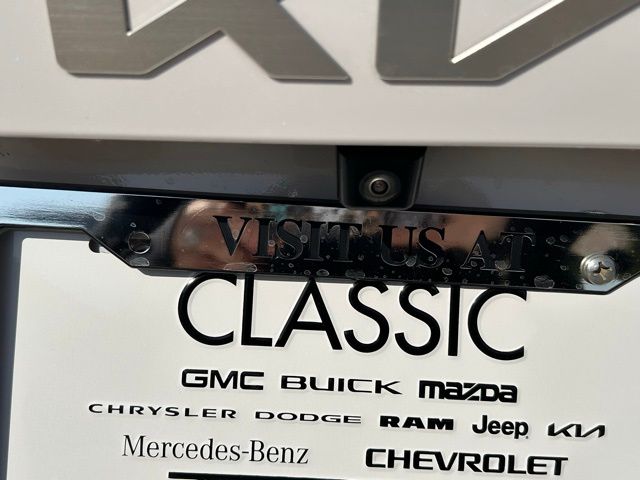 VISIT US AT
CLASSIC
GMC BUICK mazda
CHRYSLER DODGE RAM Jeep KIA
Mercedes-Benz CHEVROLET